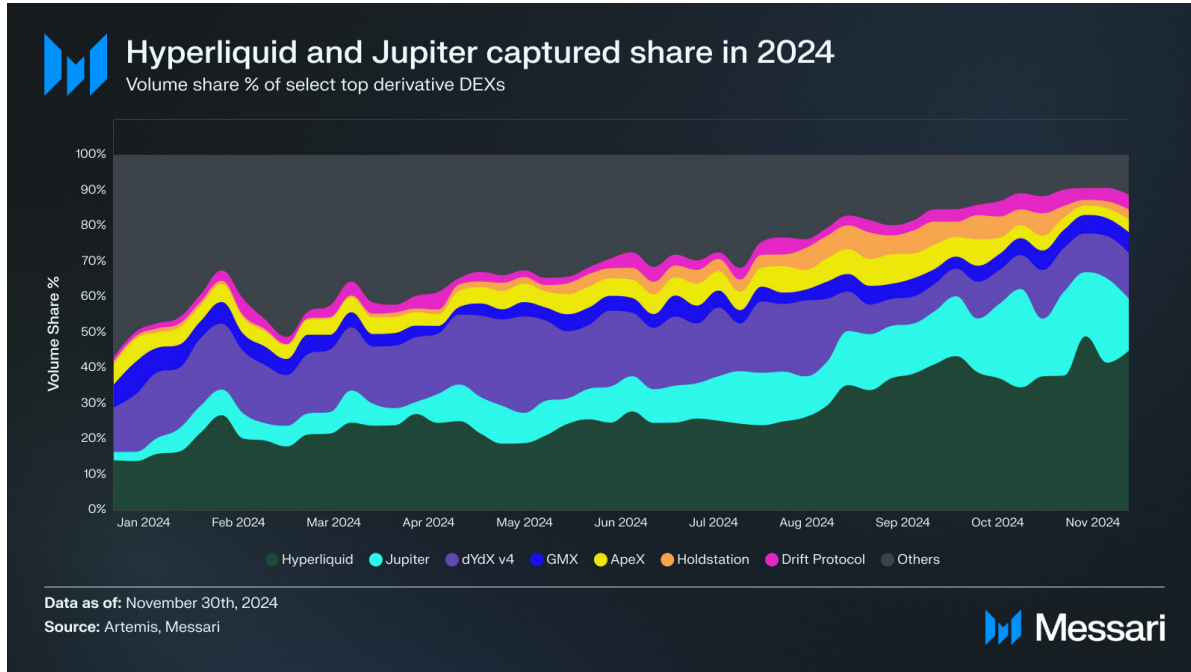 Hyperliquid and Jupiter captured share in 2024
Volume share % of select top derivative DEXs
100%
90%
80%
70%
60%
50%
40%
30%
20%
10%
0%
Volume Share %
Jan 2024 Feb 2024 Mar 2024 Apr 2024 May 2024 Jun 2024 Jul 2024 Aug 2024 Sep 2024 Oct 2024 Nov 2024
Hyperliquid Jupiter dYdX v4 GMX ApeX Holdstation Drift Protocol Others
Data as of: November 30th, 2024
Source: Artemis, Messari
Messari